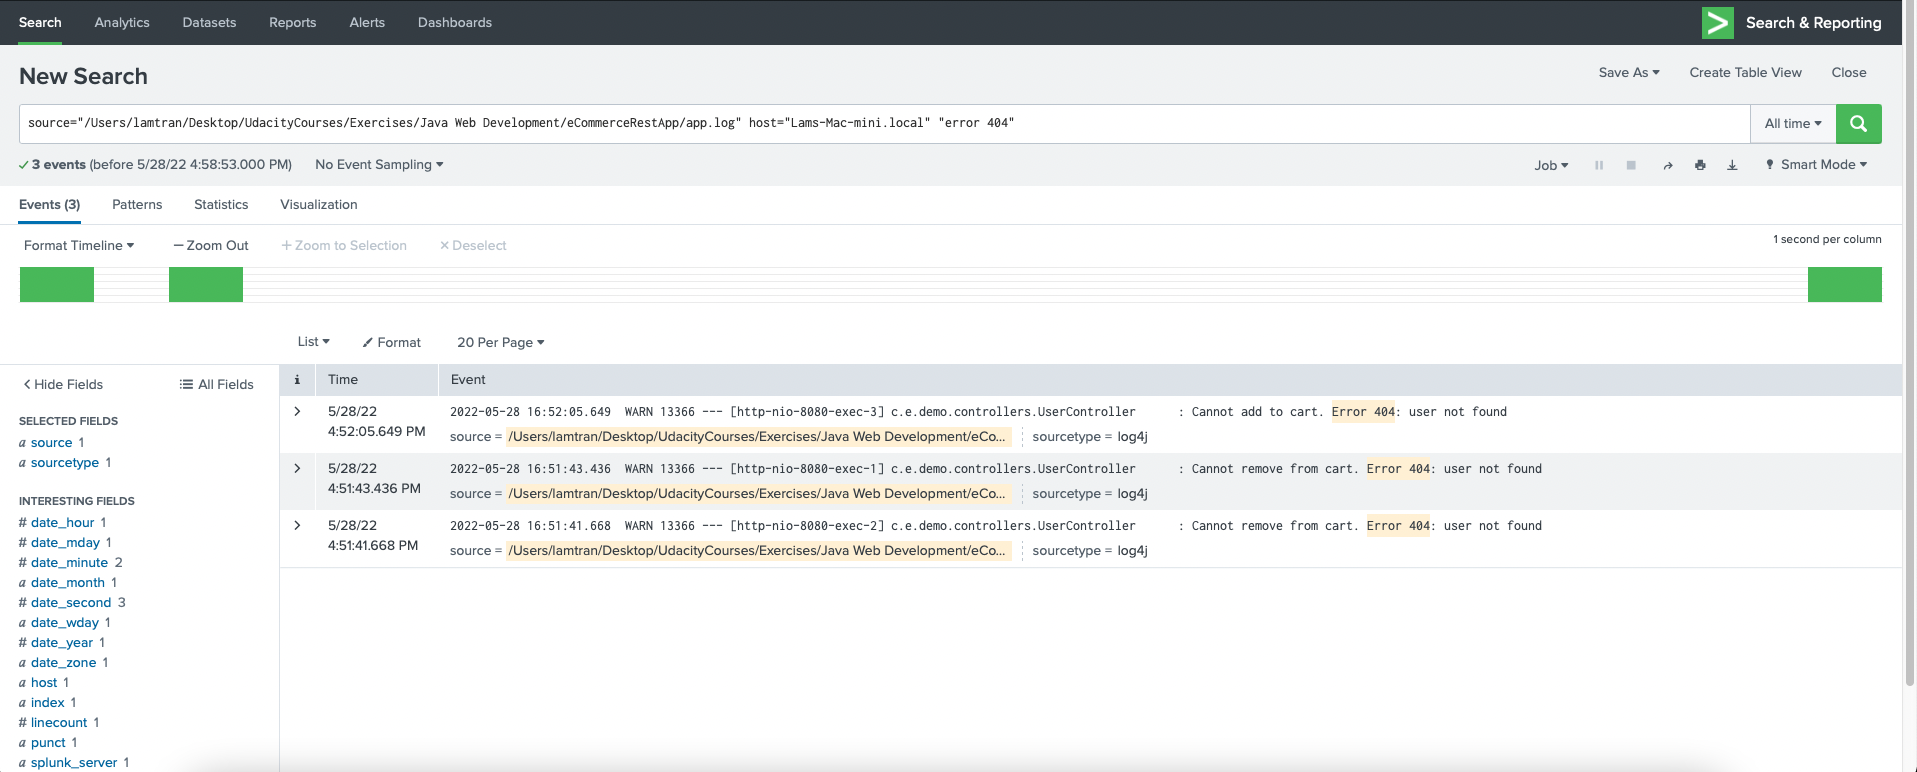 Search Analytics Datasets Reports Alerts Dashboards Search & Reporting
New Search Save As Create Table View Close
source="/Users/lamtran/Desktop/UdacityCourses/Exercises/Java Web Development/eCommerceRestApp/app.log" host="Lams-Mac-mini.local" "error 404" All time
3 events (before 5/28/22 4:58:53.000 PM) No Event Sampling Job Smart Mode
Events (3) Patterns Statistics Visualization
Format Timeline — Zoom Out + Zoom to Selection × Deselect 1 second per column
List Format 20 Per Page
< Hide Fields All Fields
i Time Event
SELECTED FIELDS
a source 1
a sourcetype 1
INTERESTING FIELDS
# date_hour 1
# date_mday 1
# date_minute 2
a date_month 1
# date_second 3
a date_wday 1
# date_year 1
a date_zone 1
a host 1
a index 1
# linecount 1
a punct 1
a splunk_server 1
> 5/28/22 2022-05-28 16:52:05.649 WARN 13366 --- [http-nio-8080-exec-3] c.e.demo.controllers.UserController : Cannot add to cart. Error 404: user not found
4:52:05.649 PM source = /Users/lamtran/Desktop/UdacityCourses/Exercises/Java Web Development/eCo... sourcetype = log4j
> 5/28/22 2022-05-28 16:51:43.436 WARN 13366 --- [http-nio-8080-exec-1] c.e.demo.controllers.UserController : Cannot remove from cart. Error 404: user not found
4:51:43.436 PM source = /Users/lamtran/Desktop/UdacityCourses/Exercises/Java Web Development/eCo... sourcetype = log4j
> 5/28/22 2022-05-28 16:51:41.668 WARN 13366 --- [http-nio-8080-exec-2] c.e.demo.controllers.UserController : Cannot remove from cart. Error 404: user not found
4:51:41.668 PM source = /Users/lamtran/Desktop/UdacityCourses/Exercises/Java Web Development/eCo... sourcetype = log4j